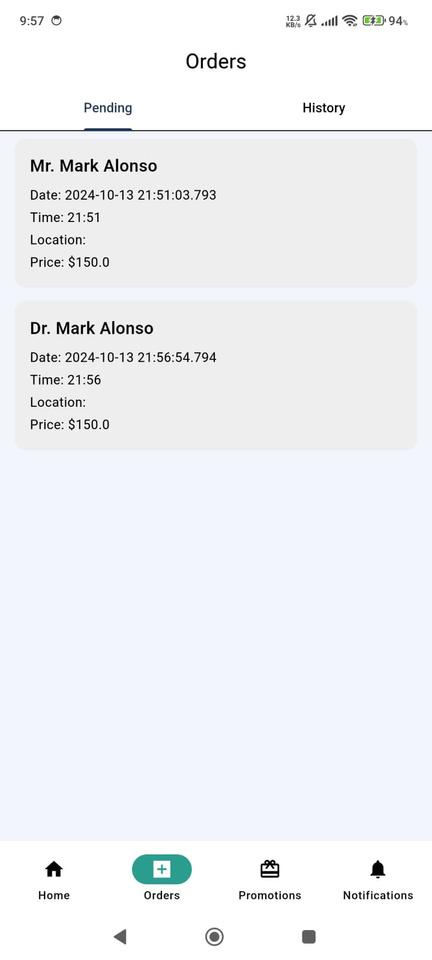 9:57
12.3
KB/s
94%
Orders
Pending
History
Mr. Mark Alonso
Date: 2024-10-13 21:51:03.793
Time: 21:51
Location:
Price: $150.0
Dr. Mark Alonso
Date: 2024-10-13 21:56:54.794
Time: 21:56
Location:
Price: $150.0
Home
Orders
Promotions
Notifications